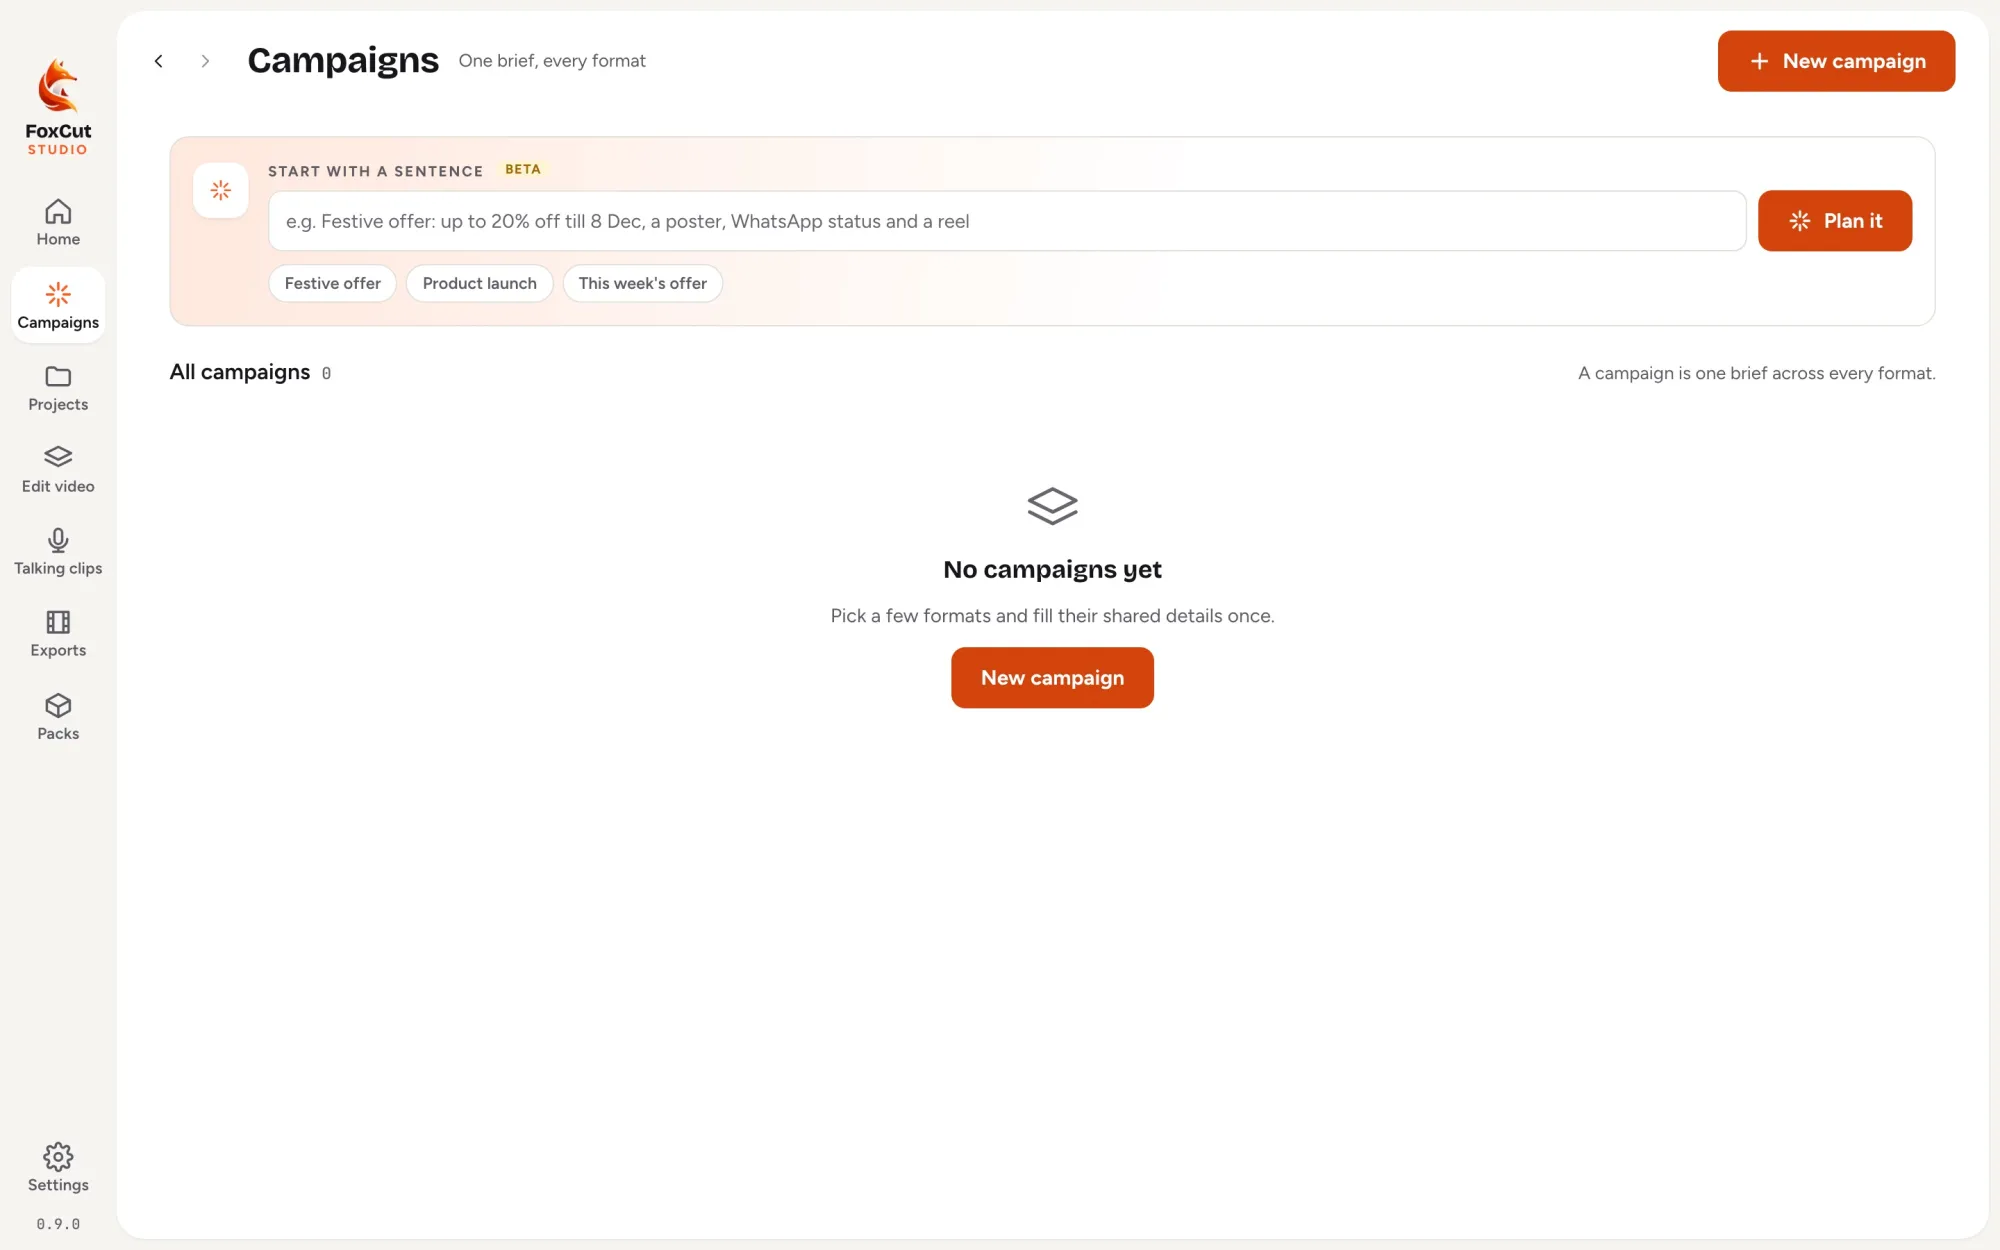 FoxCut
STUDIO
Home
Campaigns
Projects
Edit video
Talking clips
Exports
Packs
Settings
0.9.0
Campaigns One brief, every format
New campaign
START WITH A SENTENCE BETA
e.g. Festive offer: up to 20% off till 8 Dec, a poster, WhatsApp status and a reel
Plan it
Festive offer Product launch This week's offer
All campaigns 0
A campaign is one brief across every format.
No campaigns yet
Pick a few formats and fill their shared details once.
New campaign